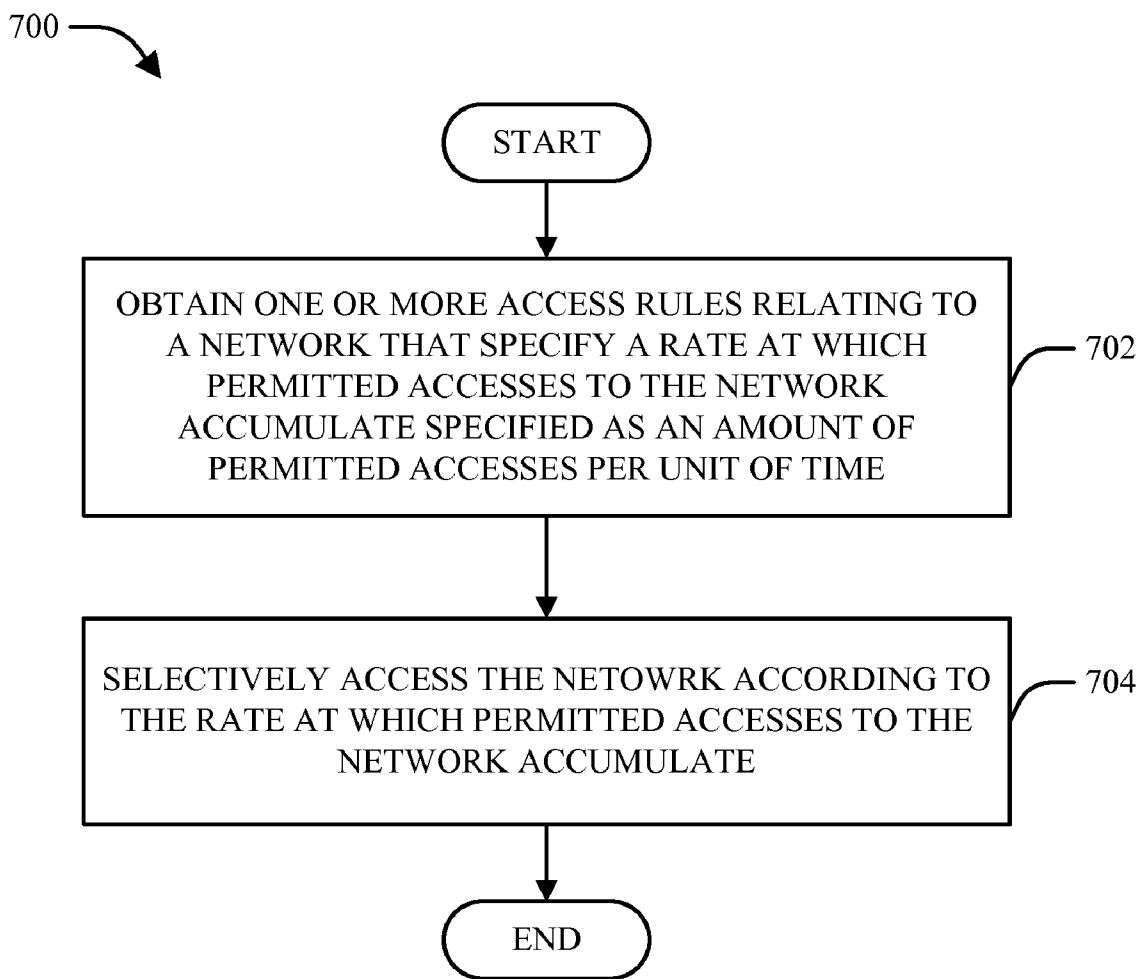 700
START
OBTAIN ONE OR MORE ACCESS RULES RELATING TO
A NETWORK THAT SPECIFY A RATE AT WHICH
PERMITTED ACCESSES TO THE NETWORK
ACCUMULATE SPECIFIED AS AN AMOUNT OF
PERMITTED ACCESSES PER UNIT OF TIME
702
SELECTIVELY ACCESS THE NETOWRK ACCORDING TO
THE RATE AT WHICH PERMITTED ACCESSES TO THE
NETWORK ACCUMULATE
704
END